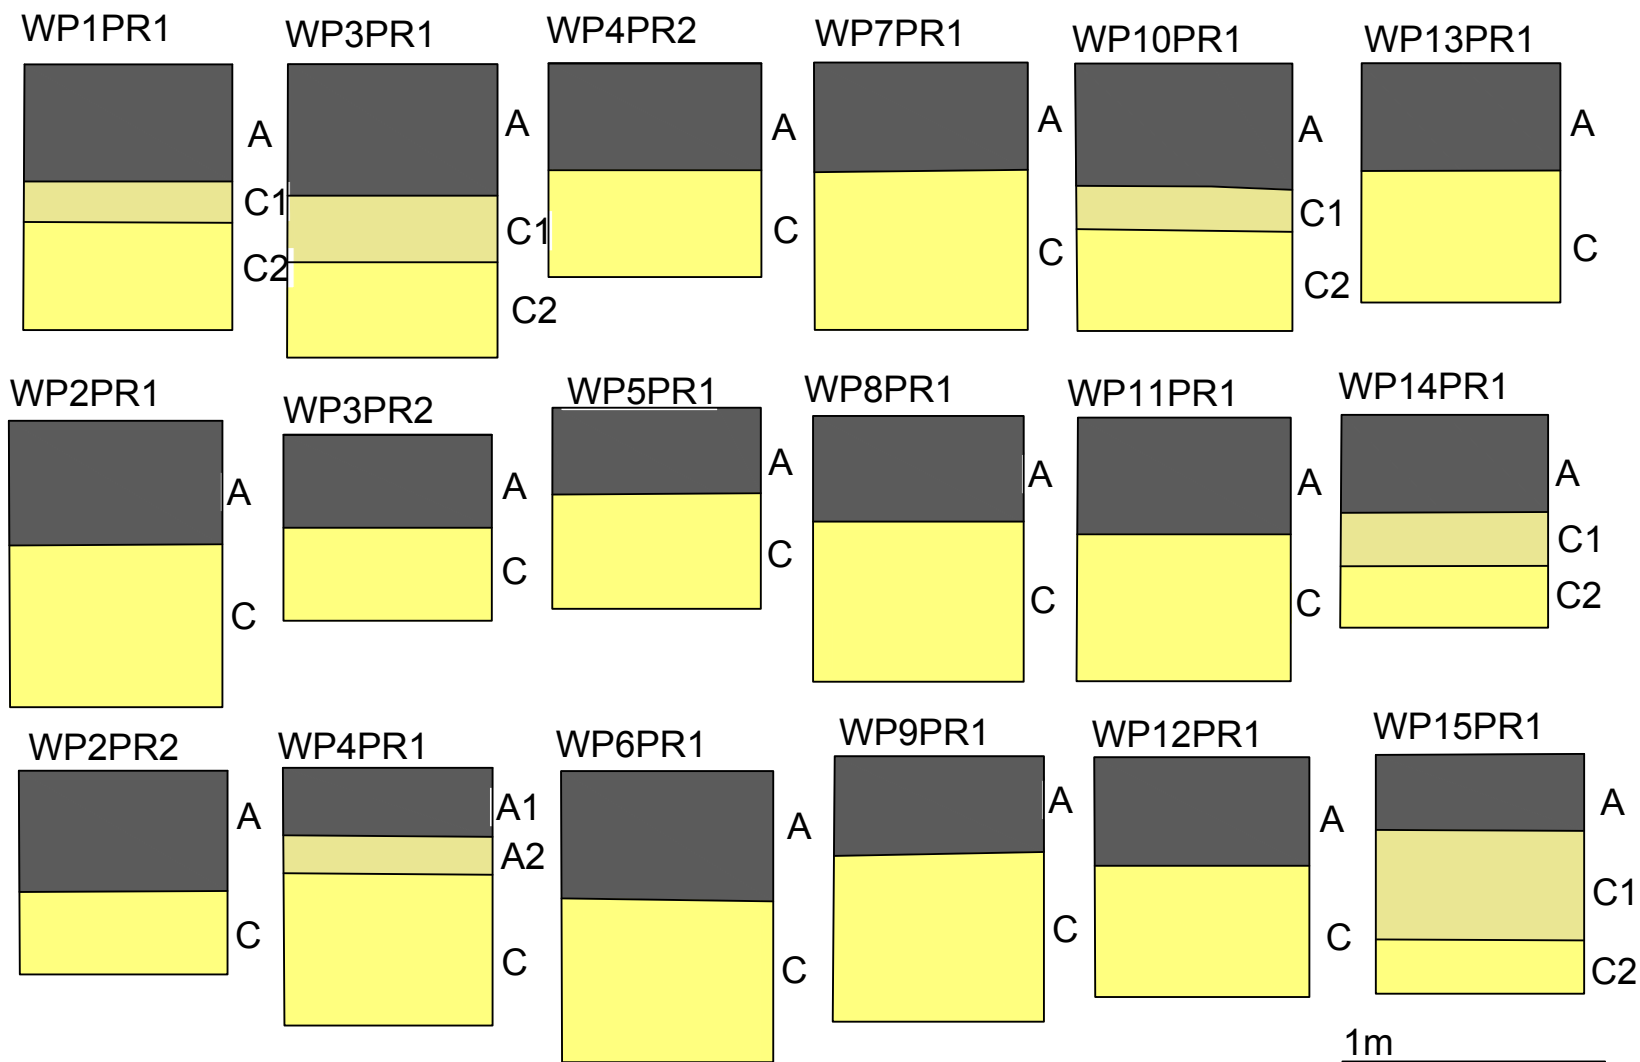 WP1PR1
A
C1
C2
WP3PR1
A
C1
C2
WP4PR2
A
C
WP7PR1
A
C
WP10PR1
A
C1
C2
WP13PR1
A
C
WP2PR1
A
C
WP3PR2
A
C
WP5PR1
A
C
WP8PR1
A
C
WP11PR1
A
C
WP14PR1
A
C1
C2
WP2PR2
A
C
WP4PR1
A1
A2
C
WP6PR1
A
C
WP9PR1
A
C
WP12PR1
A
C
WP15PR1
A
C1
C2
1m